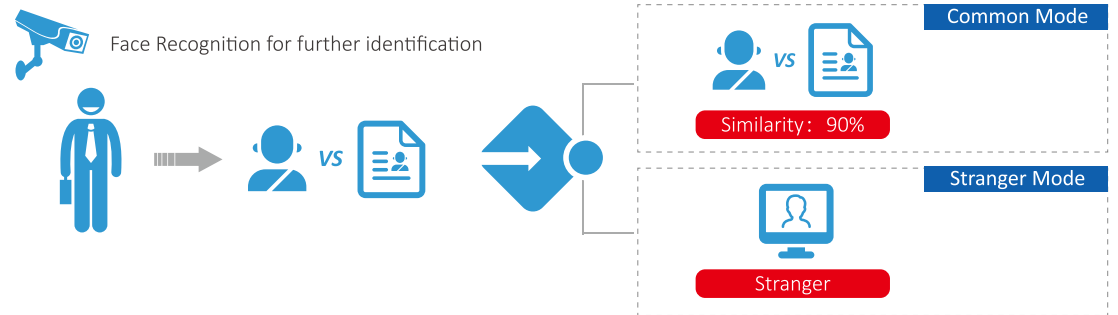 Face Recognition for further identification
VS
Common Mode
VS
Similarity： 90%
Stranger Mode
Stranger